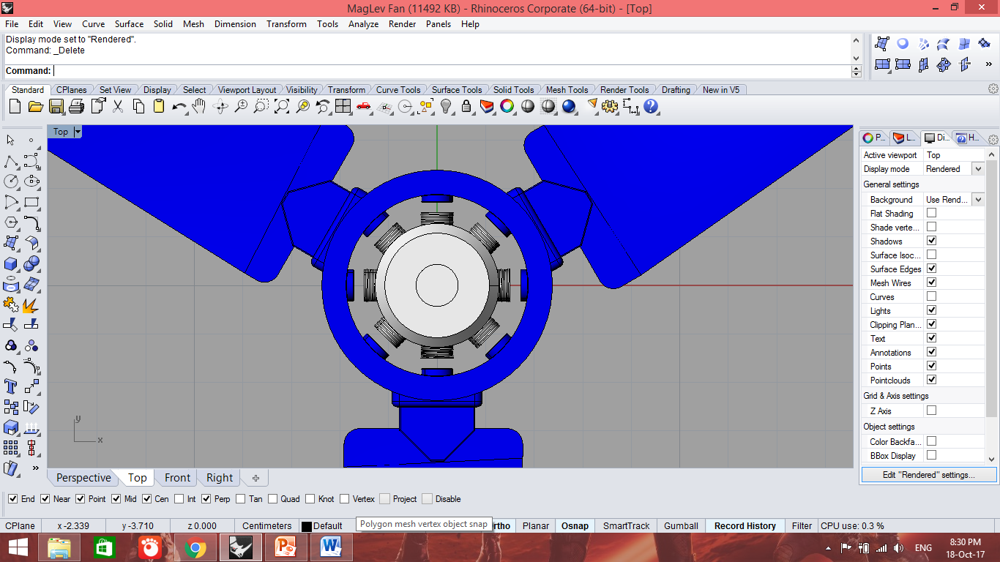 MagLev Fan (11492 KB) - Rhinoceros Corporate (64-bit) - [Top]
File Edit View Curve Surface Solid Mesh Dimension Transform Tools Analyze Render Panels Help
Display mode set to "Rendered".
Command: _Delete
Command:
Standard CPlanes Set View Display Select Viewport Layout Visibility Transform Curve Tools Surface Tools Solid Tools Mesh Tools Render Tools Drafting New in V5
Top
P... L... Di... H...
Active viewport Top
Display mode Rendered
General settings
Background Use Rend...
Flat Shading
Shade verte...
Shadows
Surface Isoc...
Surface Edges
Mesh Wires
Curves
Lights
Clipping Plan...
Text
Annotations
Points
Pointclouds
Grid & Axis settings
Z Axis
Object settings
Color Backfa...
BBox Display
Edit "Rendered" settings...
y
x
Perspective Top Front Right
End Near Point Mid Cen Int Perp Tan Quad Knot Vertex Project Disable
Polygon mesh vertex object snap
CPlane x -2.339 y -3.710 z 0.000 Centimeters Default rtho Planar Osnap SmartTrack Gumball Record History Filter CPU use: 0.3 %
ENG
8:30 PM
18-Oct-17